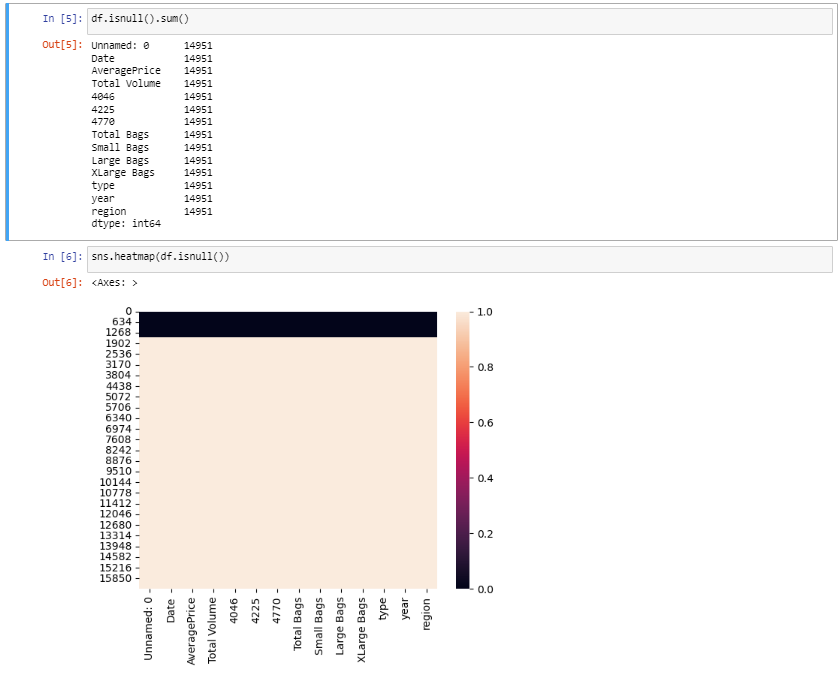 In [5]: df.isnull().sum()
Out[5]: Unnamed: 0 14951
Date 14951
AveragePrice 14951
Total Volume 14951
4046 14951
4225 14951
4770 14951
Total Bags 14951
Small Bags 14951
Large Bags 14951
XLarge Bags 14951
type 14951
year 14951
region 14951
dtype: int64
In [6]: sns.heatmap(df.isnull())
Out[6]: <Axes: >
0
634
1268
1902
2536
3170
3804
4438
5072
5706
6340
6974
7608
8242
8876
9510
10144
10778
11412
12046
12680
13314
13948
14582
15216
15850
Unnamed: 0
Date
AveragePrice
Total Volume
4046
4225
4770
Total Bags
Small Bags
Large Bags
XLarge Bags
type
year
region
1.0
0.8
0.6
0.4
0.2
0.0